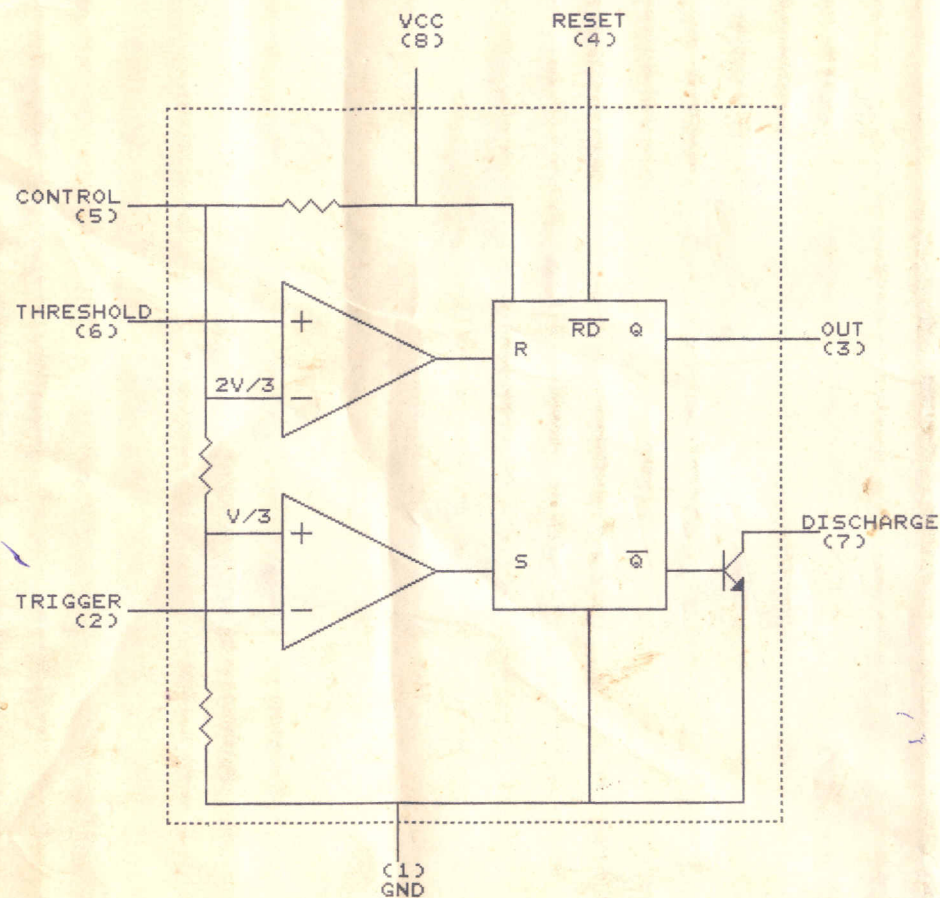 VCC
(8)
RESET
(4)
CONTROL
(5)
THRESHOLD
(6)
+
R
R̅D̅
Q
OUT
(3)
2V/3
−
V/3
+
S
Q̅
DISCHARGE
(7)
TRIGGER
(2)
−
(1)
GND